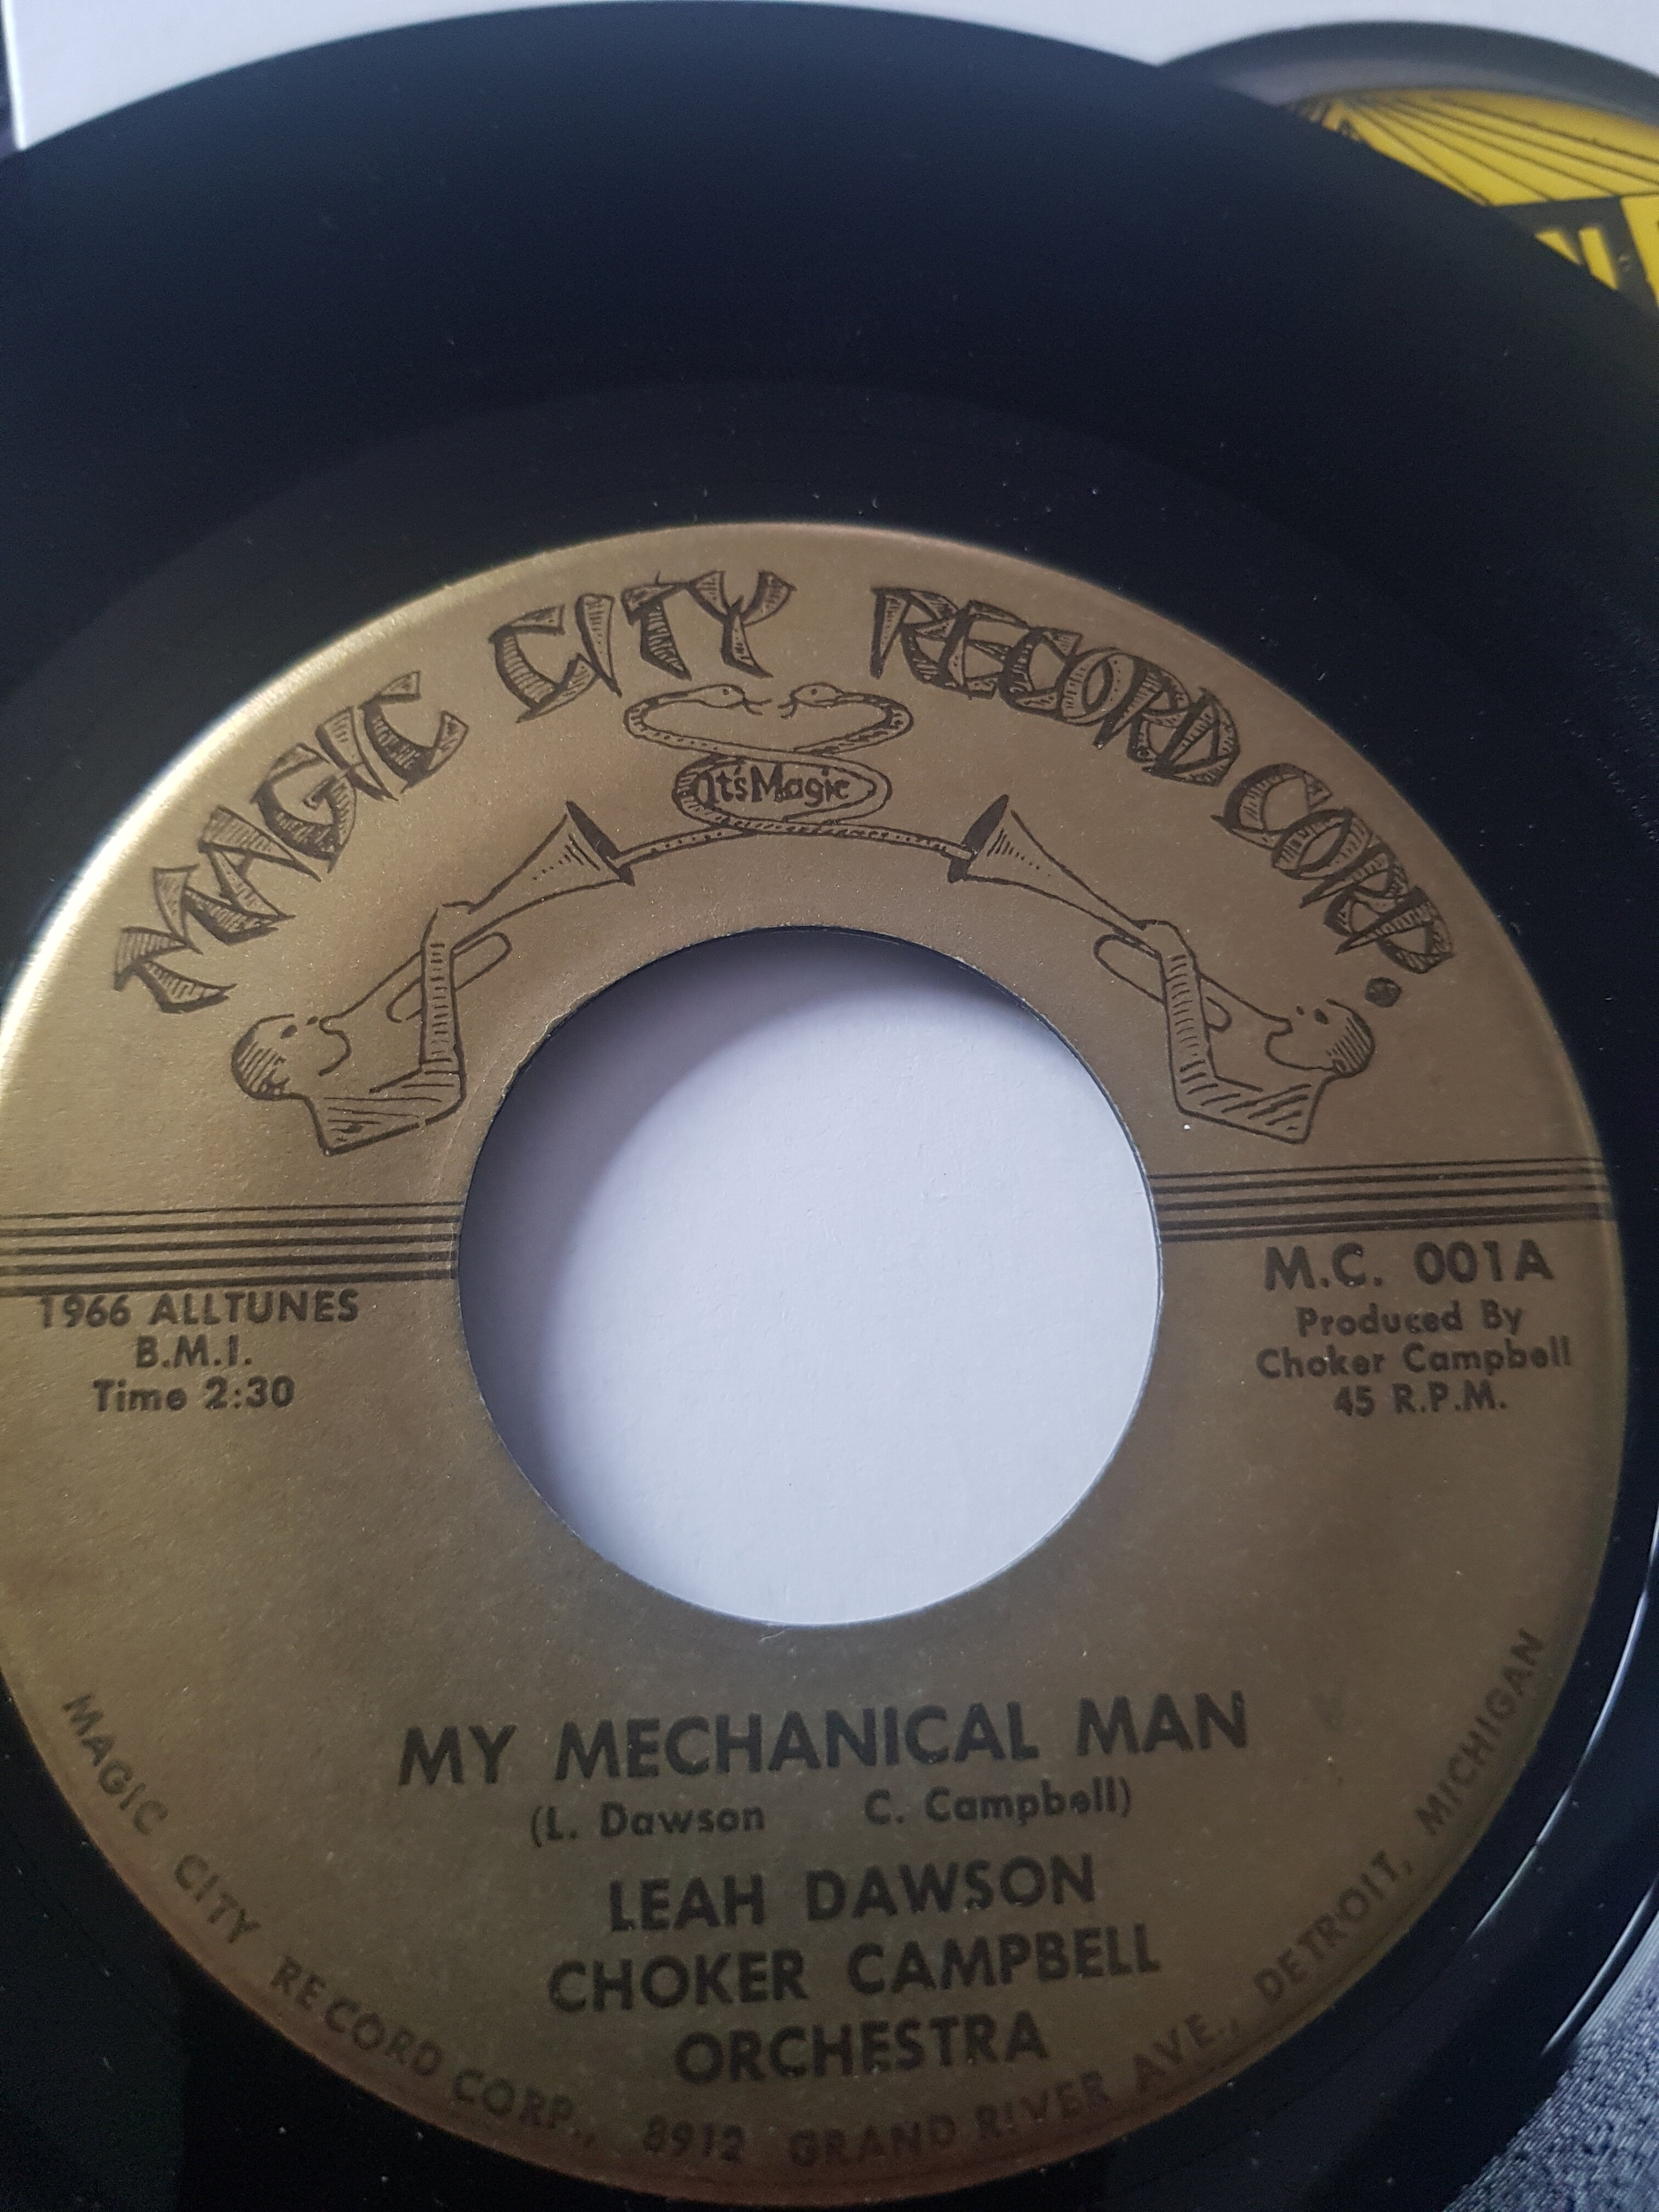 MAGIC CITY RECORD CORP.
It's Magic
1966 ALLTUNES
B.M.I.
Time 2:30
M.C. 001A
Produced By
Choker Campbell
45 R.P.M.
MY MECHANICAL MAN
(L. Dawson C. Campbell)
LEAH DAWSON
CHOKER CAMPBELL
ORCHESTRA
MAGIC CITY RECORD CORP., 8912 GRAND RIVER AVE., DETROIT, MICHIGAN